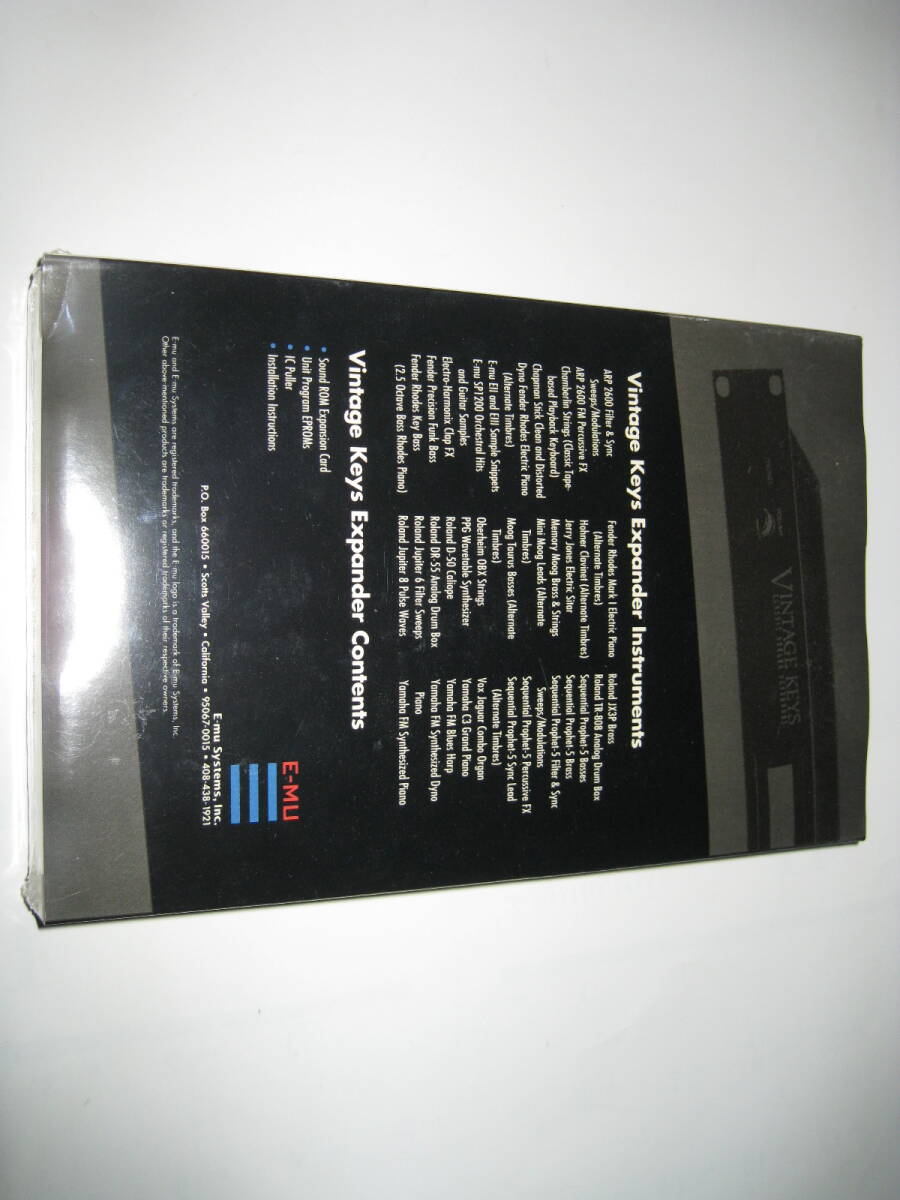 VINTAGE KEYS
Vintage Keys Expander Instruments
ARP 2600 Filter & Sync
Sweeps/Modulations
ARP 2600 FM Percussive FX
Chamberlin Strings (Classic Tape-
based Playback Keyboard)
Chapman Stick Clean and Distorted
Dyno Fender Rhodes Electric Piano
(Alternate Timbres)
E-mu EII and EIII Sample Snippets
E-mu SP1200 Orchestral Hits
and Guitar Samples
Electro-Harmonix Clap FX
Fender Precision Funk Bass
Fender Rhodes Key Bass
(2.5 Octave Bass Rhodes Piano)
Fender Rhodes Mark I Electric Piano
(Alternate Timbres)
Hohner Clavinet (Alternate Timbres)
Jerry Jones Electric Sitar
Memory Moog Brass & Strings
Mini Moog Leads (Alternate
Timbres)
Moog Taurus Basses (Alternate
Timbres)
Oberheim OBX Strings
PPG Wavetable Synthesizer
Roland D-50 Caliope
Roland DR-55 Analog Drum Box
Roland Jupiter 6 Filter Sweeps
Roland Jupiter 8 Pulse Waves
Roland JX3P Brass
Roland TR-808 Analog Drum Box
Sequential Prophet-5 Basses
Sequential Prophet-5 Brass
Sequential Prophet-5 Filter & Sync
Sweeps/Modulations
Sequential Prophet-5 Percussive FX
Sequential Prophet-5 Sync Lead
(Alternate Timbres)
Vox Jaguar Combo Organ
Yamaha C3 Grand Piano
Yamaha FM Blues Harp
Yamaha FM Synthesized Dyno
Piano
Yamaha FM Synthesized Piano
Vintage Keys Expander Contents
• Sound ROM Expansion Card
• Unit Program EPROMs
• IC Puller
• Installation Instructions
E-MU
E-mu Systems, Inc.
P.O. Box 660015 • Scotts Valley • California • 95067-0015 • 408-438-1921
E-mu and E-mu Systems are registered trademarks, and the E-mu logo is a trademark of E-mu Systems, Inc.
Other above mentioned products are trademarks or registered trademarks of their respective owners.